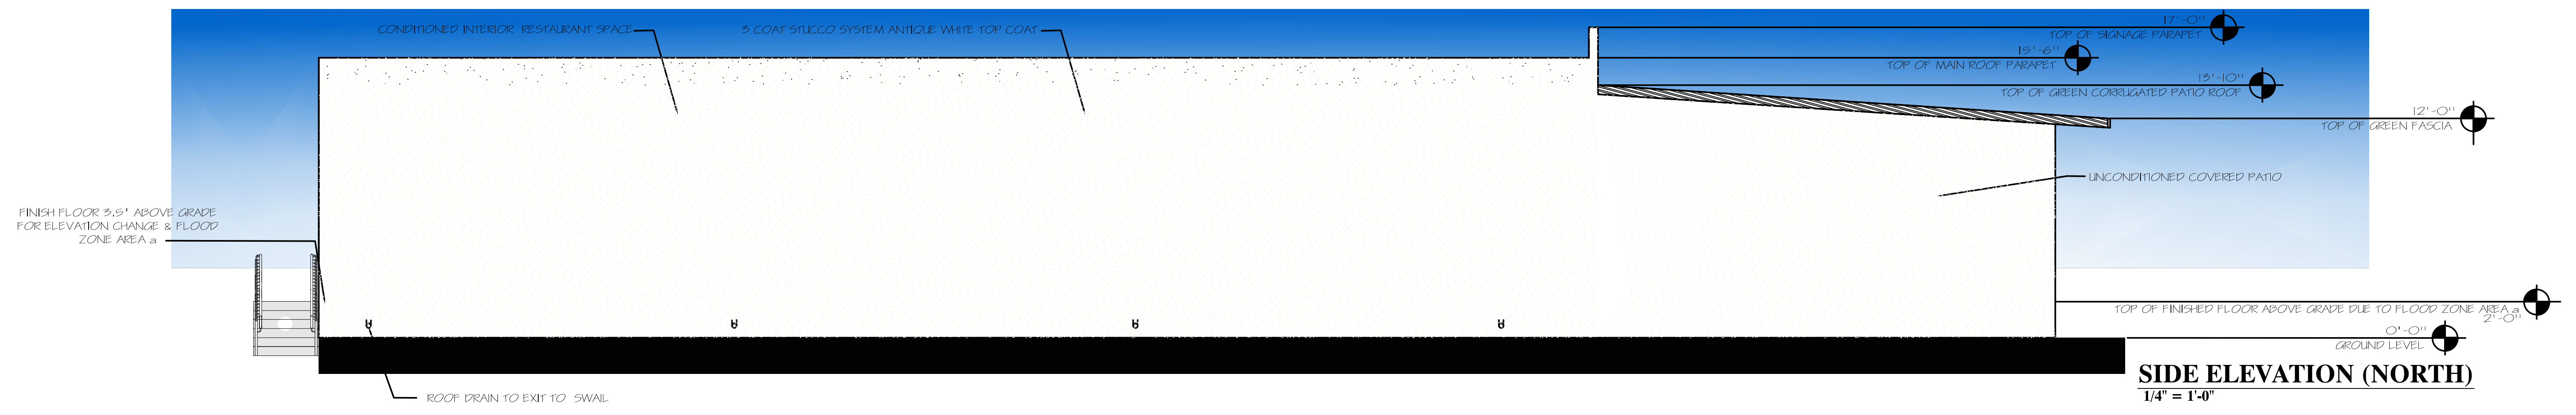 CONDITIONED INTERIOR RESTAURANT SPACE
3 COAT STUCCO SYSTEM ANTIQUE WHITE TOP COAT
17'-0"
TOP OF SIGNAGE PARAPET
15'-6"
TOP OF MAIN ROOF PARAPET
13'-10"
TOP OF GREEN CORRUGATED PATIO ROOF
12'-0"
TOP OF GREEN FASCIA
UNCONDITIONED COVERED PATIO
FINISH FLOOR 3.5' ABOVE GRADE
FOR ELEVATION CHANGE & FLOOD
ZONE AREA a
TOP OF FINISHED FLOOR ABOVE GRADE DUE TO FLOOD ZONE AREA a
2'-0"
0'-0"
GROUND LEVEL
SIDE ELEVATION (NORTH)
1/4" = 1'-0"
ROOF DRAIN TO EXIT TO SWAIL